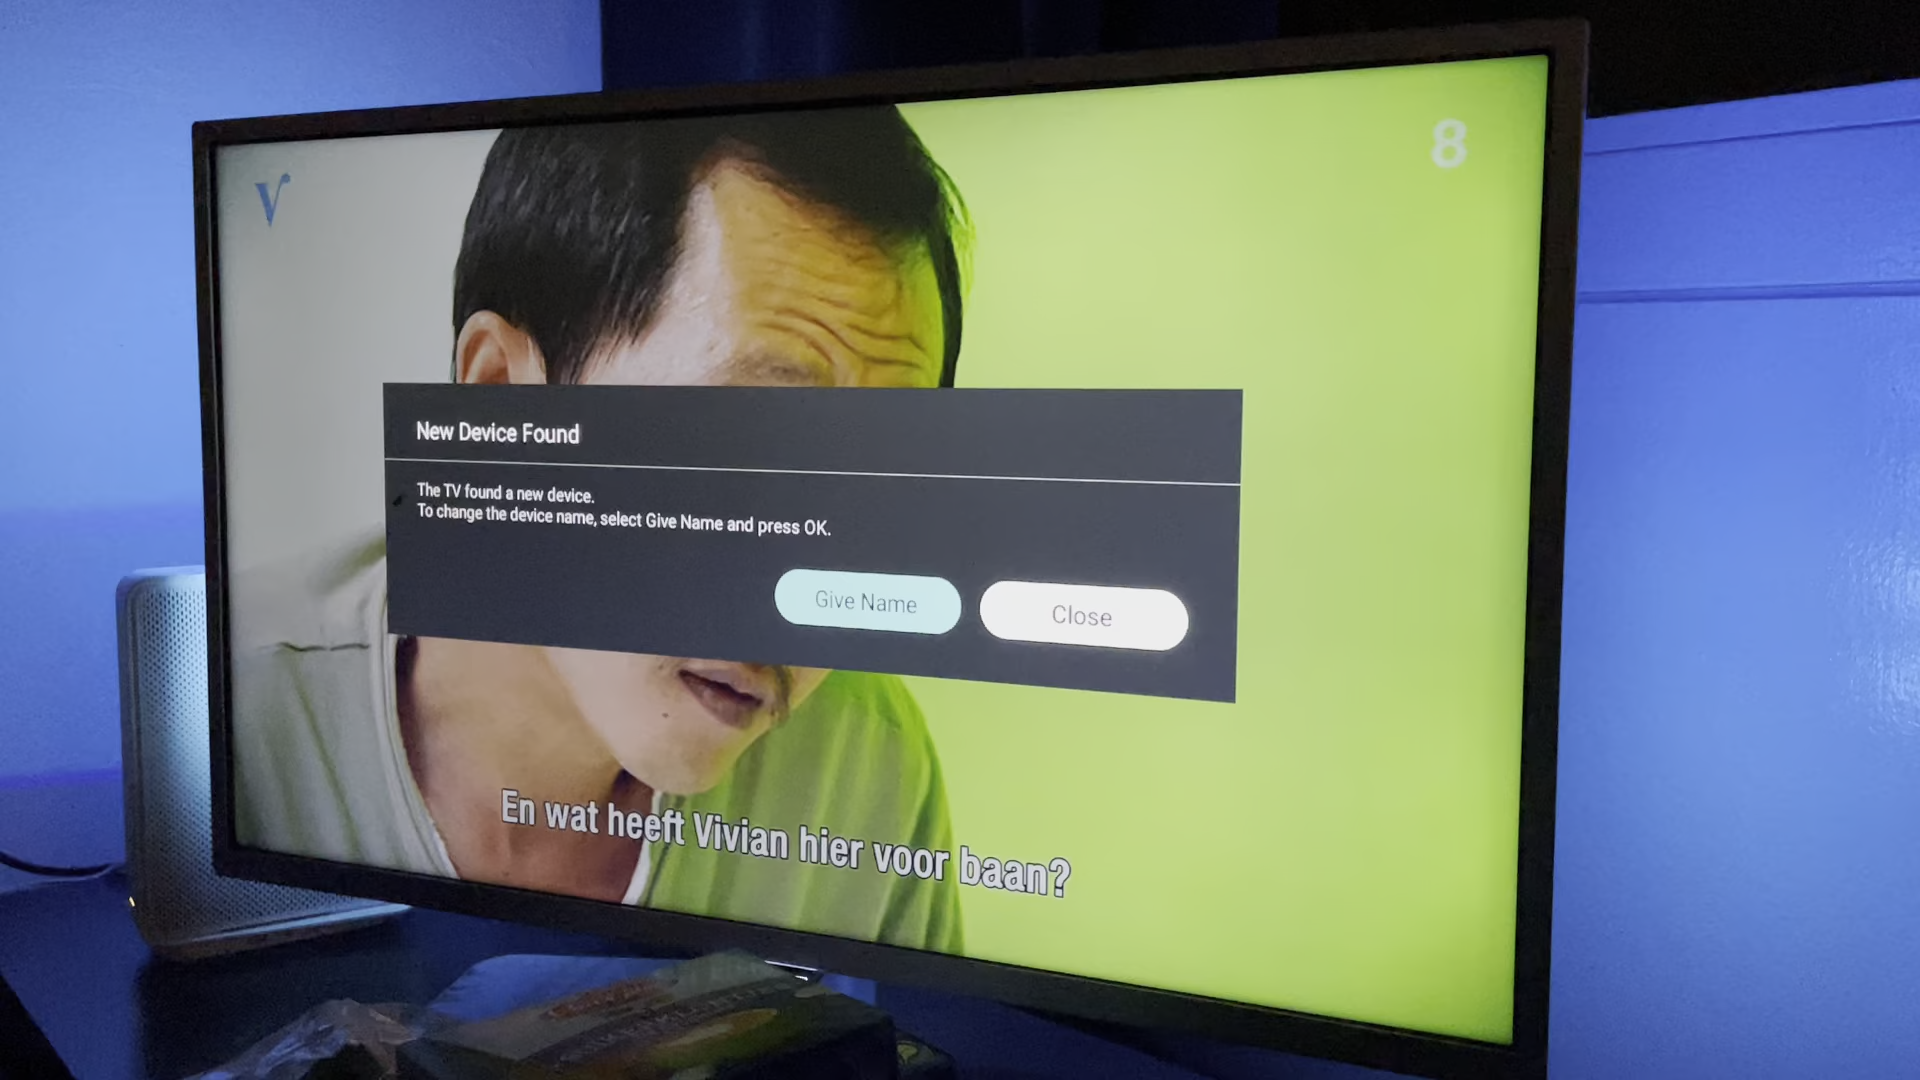 V
8
New Device Found
The TV found a new device.
To change the device name, select Give Name and press OK.
Give Name
Close
En wat heeft Vivian hier voor baan?